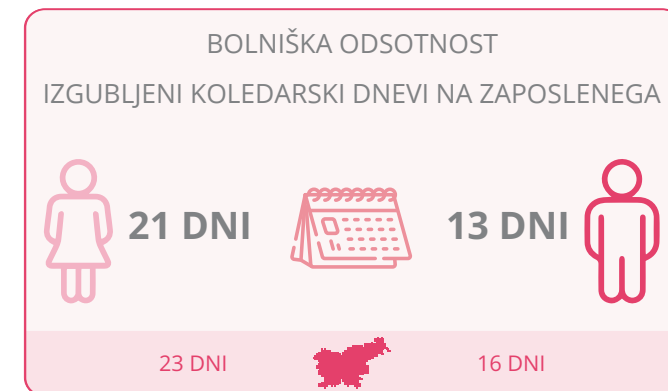 BOLNIŠKA ODSOTNOST
IZGUBLJENI KOLEDARSKI DNEVI NA ZAPOSLENEGA
21 DNI
13 DNI
23 DNI
16 DNI